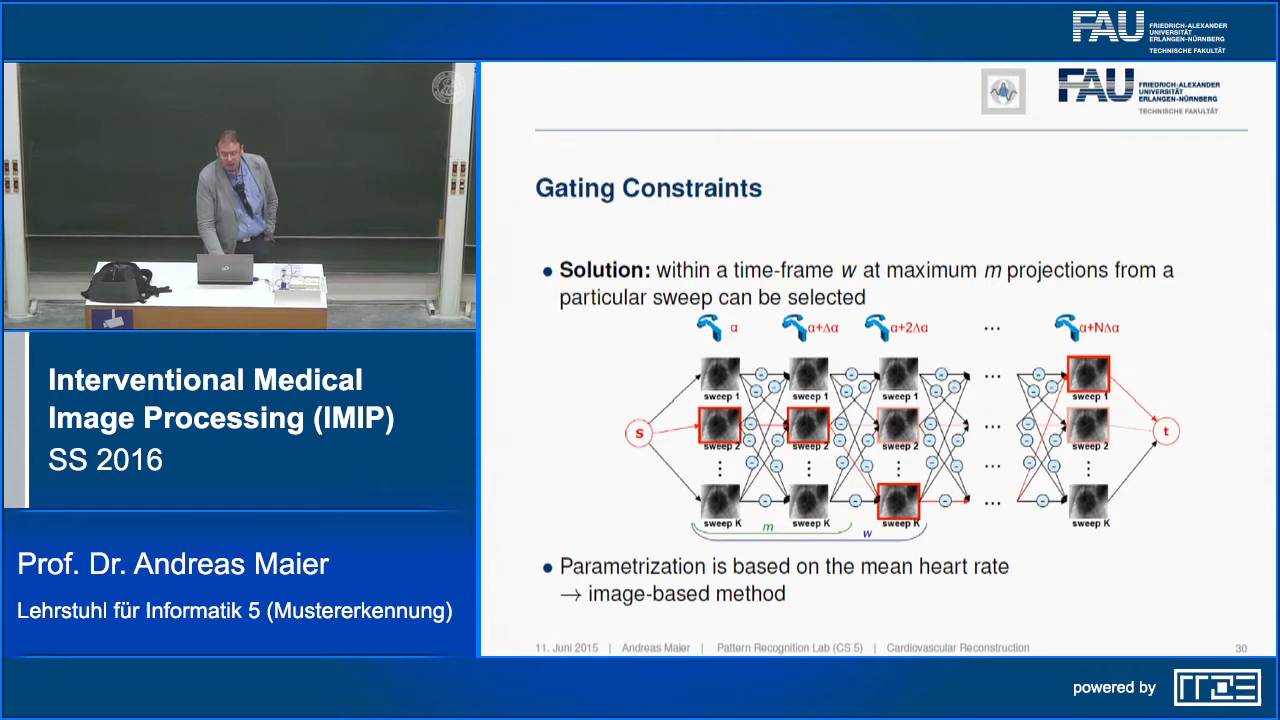 FAU
FRIEDRICH-ALEXANDER
UNIVERSITÄT
ERLANGEN-NÜRNBERG
TECHNISCHE FAKULTÄT
FAU
FRIEDRICH-ALEXANDER
UNIVERSITÄT
ERLANGEN-NÜRNBERG
TECHNISCHE FAKULTÄT
Gating Constraints
• Solution: within a time-frame w at maximum m projections from a
particular sweep can be selected
α α+Δα α+2Δα ... α+NΔα
sweep 1 sweep 1 sweep 1 ... sweep 1
s sweep 2 sweep 2 sweep 2 ... sweep 2 t
sweep K sweep K sweep K ... sweep K
m
w
• Parametrization is based on the mean heart rate
→ image-based method
11. Juni 2015 | Andreas Maier | Pattern Recognition Lab (CS 5) | Cardiovascular Reconstruction 30
Interventional Medical
Image Processing (IMIP)
SS 2016
Prof. Dr. Andreas Maier
Lehrstuhl für Informatik 5 (Mustererkennung)
powered by